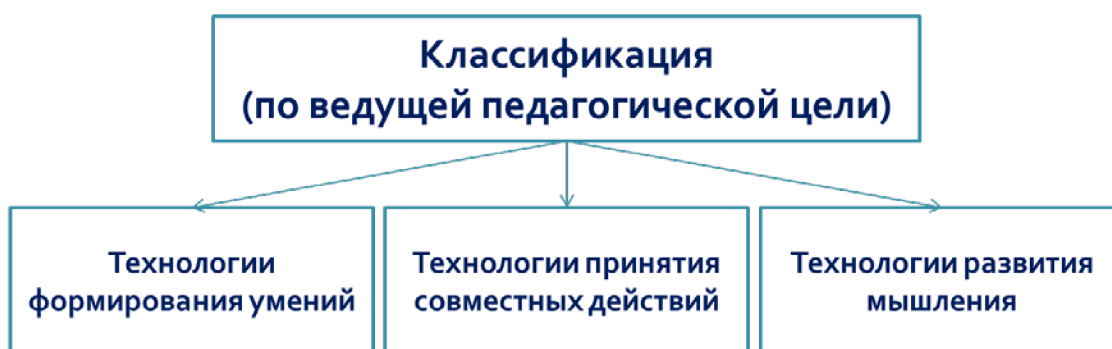 Классификация
(по ведущей педагогической цели)
Технологии
формирования умений
Технологии принятия
совместных действий
Технологии развития
мышления